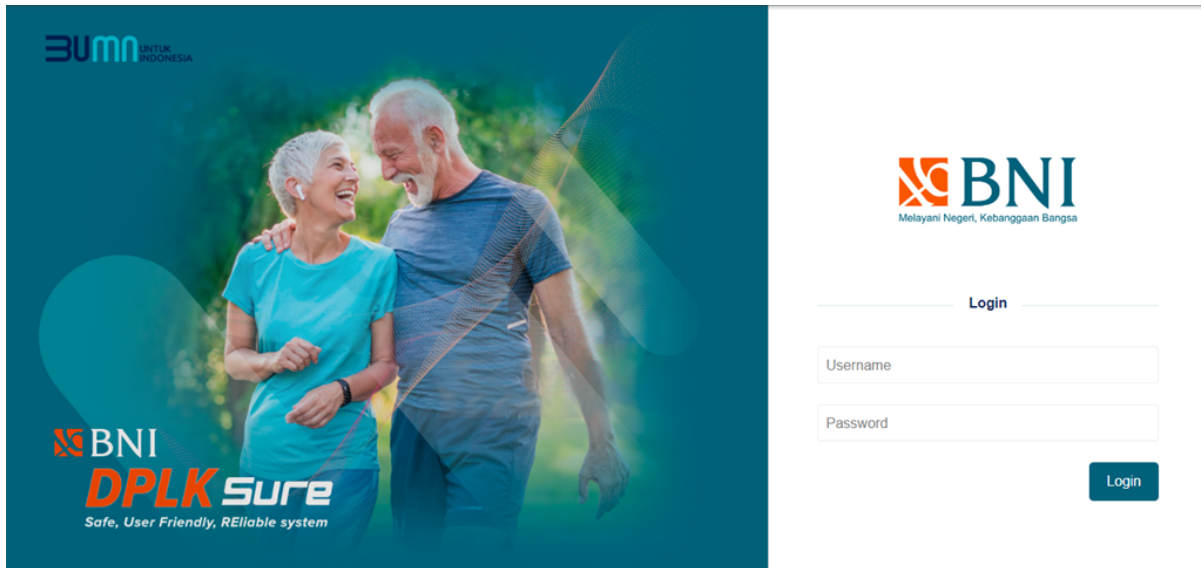 BUMN UNTUK
INDONESIA
BNI
DPLK Sure
Safe, User Friendly, REliable system
BNI
Melayani Negeri, Kebanggaan Bangsa
Login
Username
Password
Login